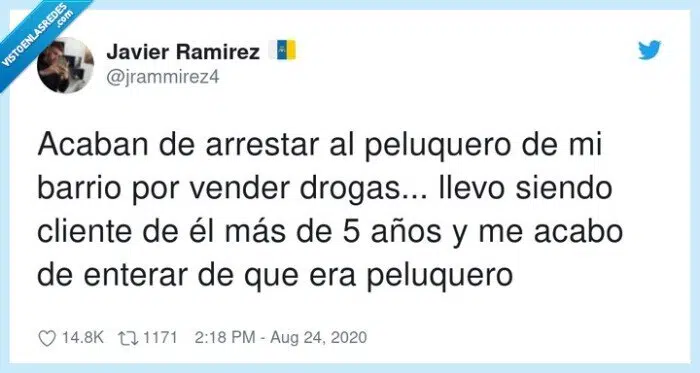 VISTOENLASREDES
.com
Javier Ramirez
@jrammirez4
Acaban de arrestar al peluquero de mi
barrio por vender drogas... llevo siendo
cliente de él más de 5 años y me acabo
de enterar de que era peluquero
14.8K 1171 2:18 PM - Aug 24, 2020